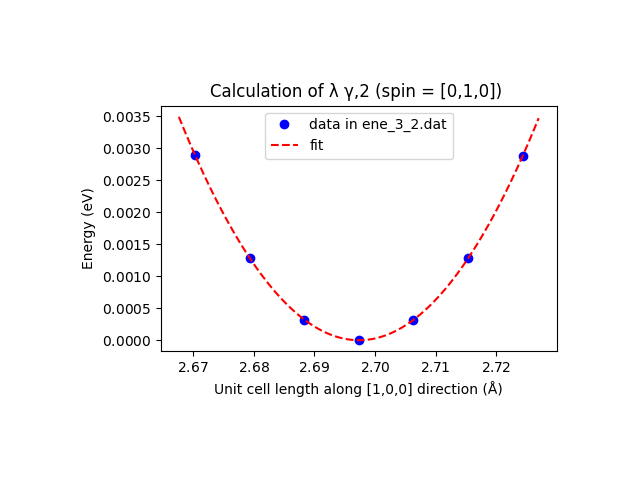 Calculation of λ γ,2 (spin = [0,1,0])
data in ene_3_2.dat
fit
Energy (eV)
0.0035
0.0030
0.0025
0.0020
0.0015
0.0010
0.0005
0.0000
2.67 2.68 2.69 2.70 2.71 2.72
Unit cell length along [1,0,0] direction (Å)